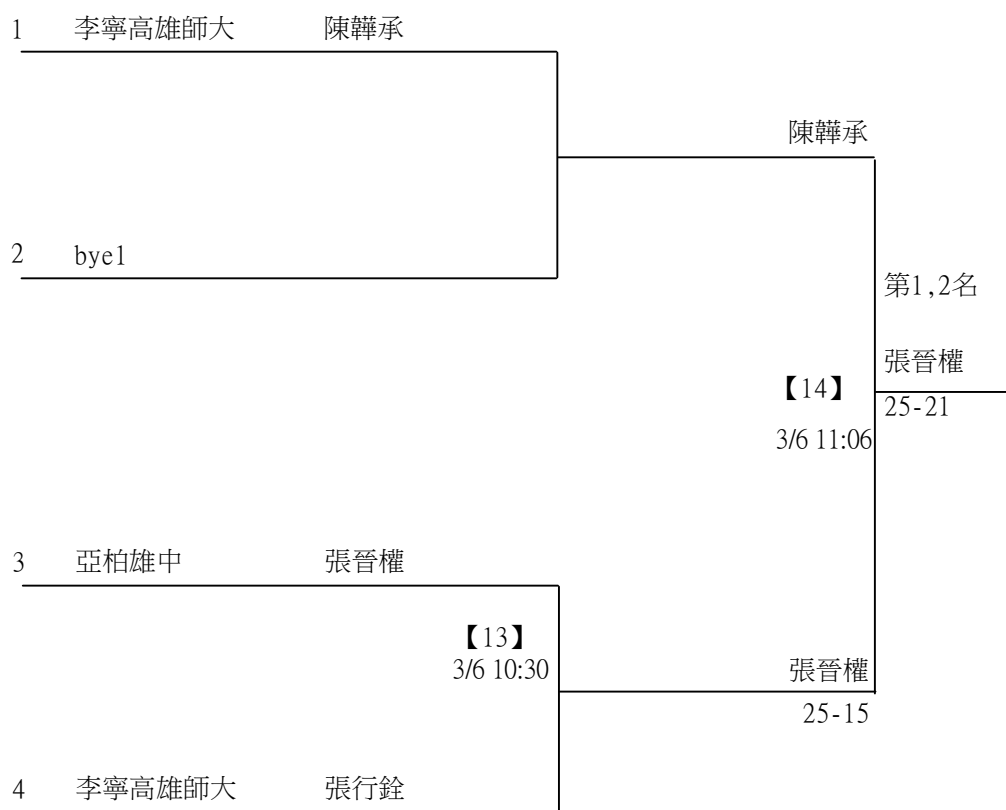 1 李寧高雄師大 陳韡承
陳韡承
2 bye1
第1,2名
張晉權
【14】
25-21
3/6 11:06
3 亞柏雄中 張晉權
【13】
3/6 10:30
張晉權
25-15
4 李寧高雄師大 張行銓